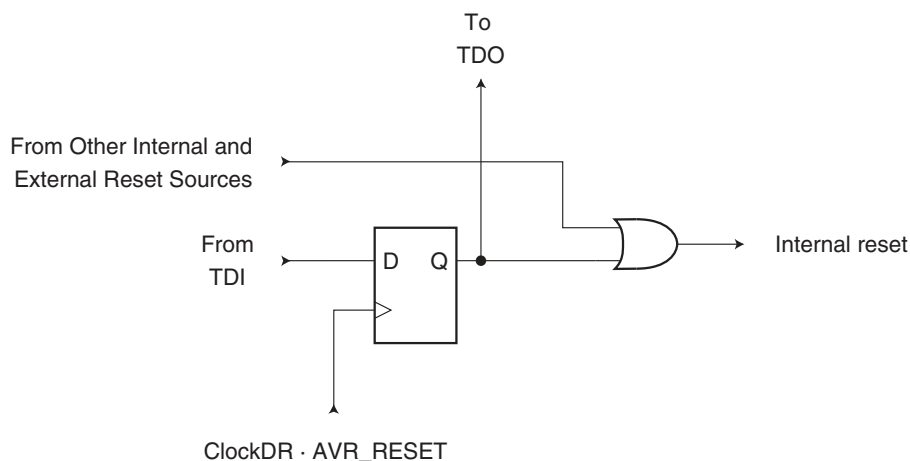 To
TDO
From Other Internal and
External Reset Sources
From
TDI
D Q
Internal reset
ClockDR · AVR_RESET